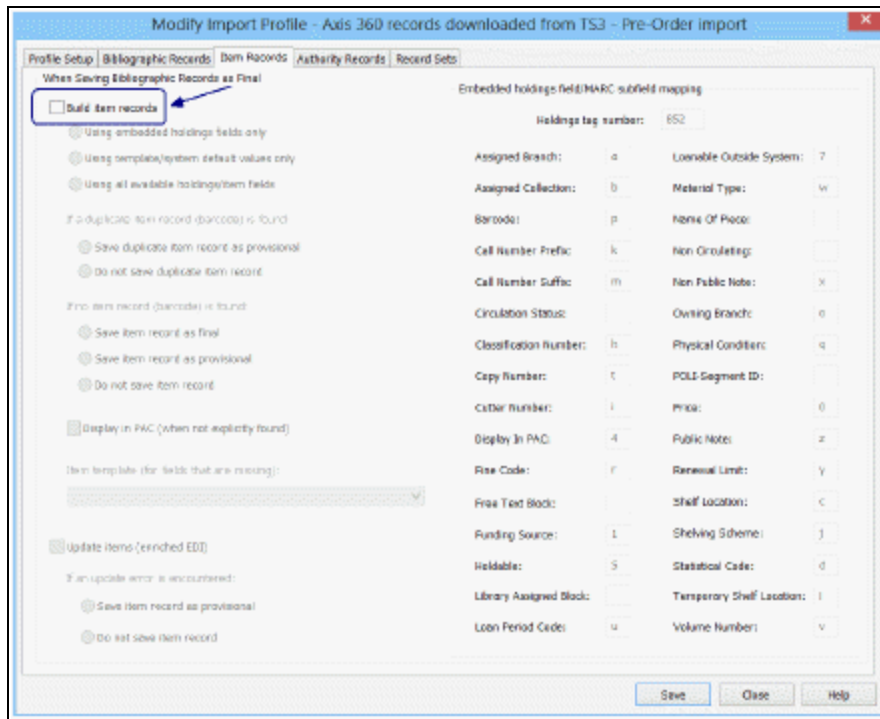 Modify Import Profile - Axis 360 records downloaded from TS3 - Pre-Order import
Profile Setup Bibliographic Records Item Records Authority Records Record Sets
When Saving Bibliographic Records as Final
Build item records
Using embedded holdings fields only
Using template/system default values only
Using all available holdings/item fields
If a duplicate item record (barcode) is found:
Save duplicate item record as provisional
Do not save duplicate item record
If no item record (barcode) is found:
Save item record as final
Save item record as provisional
Do not save item record
Display in PAC (when not explicitly found)
Item template (for fields that are missing):
Update items (enriched EDI)
If an update error is encountered:
Save item record as provisional
Do not save item record
Embedded holdings field/MARC subfield mapping
Holdings tag number: 852
Assigned Branch: a Loanable Outside System: 7
Assigned Collection: b Material Type: w
Barcode: p Name Of Piece:
Call Number Prefix: k Non Circulating:
Call Number Suffix: m Non Public Note: x
Circulation Status: Owning Branch: o
Classification Number: h Physical Condition: q
Copy Number: t POLI-Segment ID:
Cutter Number: i Price:
Display In PAC: 4 Public Note: z
Fine Code: r Renewal Limit: y
Free Text Block: Shelf Location: c
Funding Source: 1 Shelving Scheme: j
Holdable: 5 Statistical Code: d
Library Assigned Block: Temporary Shelf Location: l
Loan Period Code: u Volume Number: v
Save Close Help